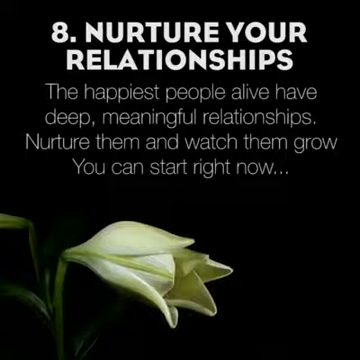 8. NURTURE YOUR
RELATIONSHIPS
The happiest people alive have
deep, meaningful relationships.
Nurture them and watch them grow
You can start right now...